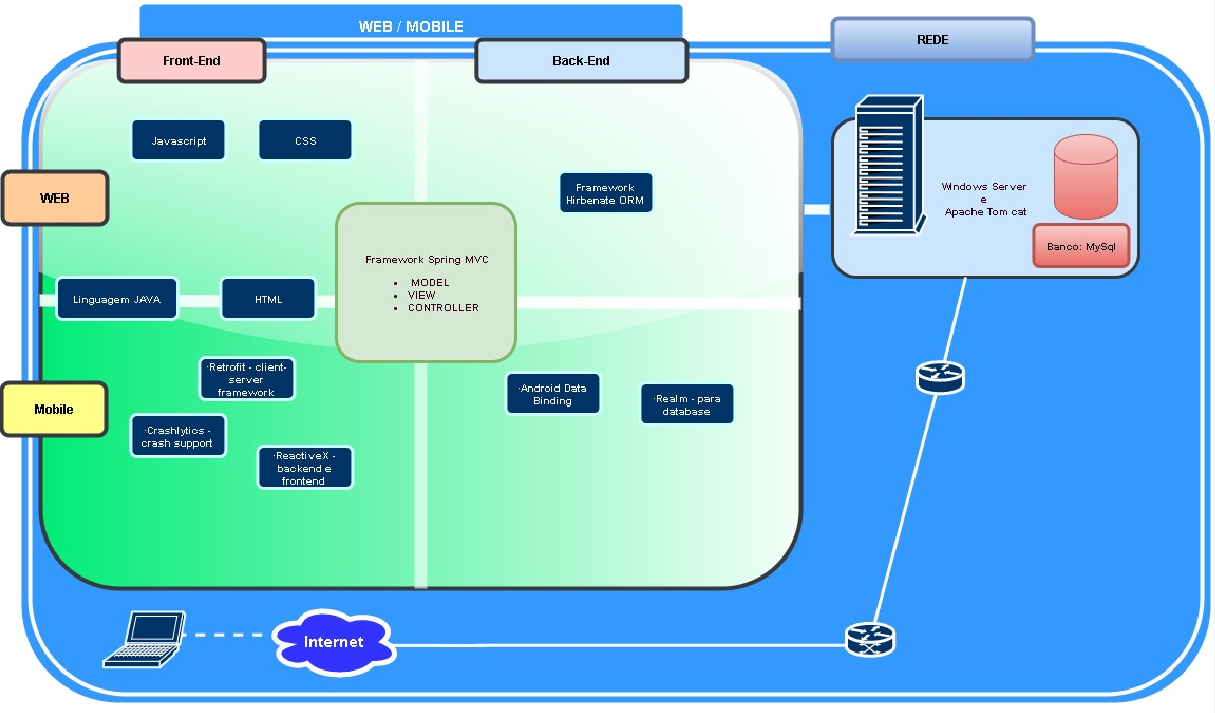 WEB / MOBILE
REDE
Front-End
Back-End
Javascript
CSS
WEB
Framework
Hirbenate ORM
Windows Server
e
Apache Tom cat
Banco: MySql
Framework Spring MVC
• MODEL
• VIEW
• CONTROLLER
Linguagem JAVA.
HTML
·Retrofit - client-
server
framework
Mobile
·Android Data
Binding
·Realm - para
database
·Crashlytics -
crash support
·ReactiveX -
backend e
frontend
Internet